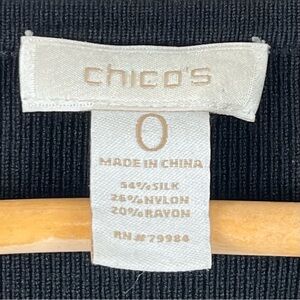 chico's
0
MADE IN CHINA
54% SILK
26% NYLON
20% RAYON
RN# 79984